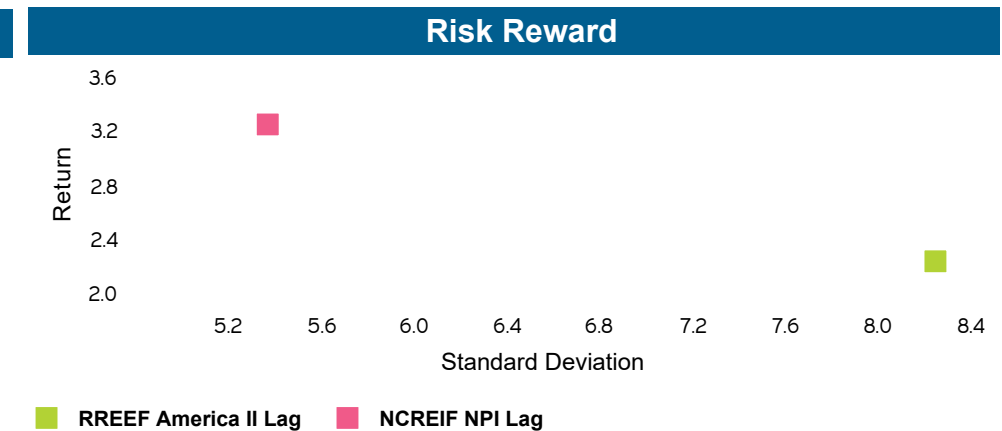 Risk Reward
3.6
3.2
2.8
2.4
2.0
Return
5.2 5.6 6.0 6.4 6.8 7.2 7.6 8.0 8.4
Standard Deviation
RREEF America II Lag NCREIF NPI Lag